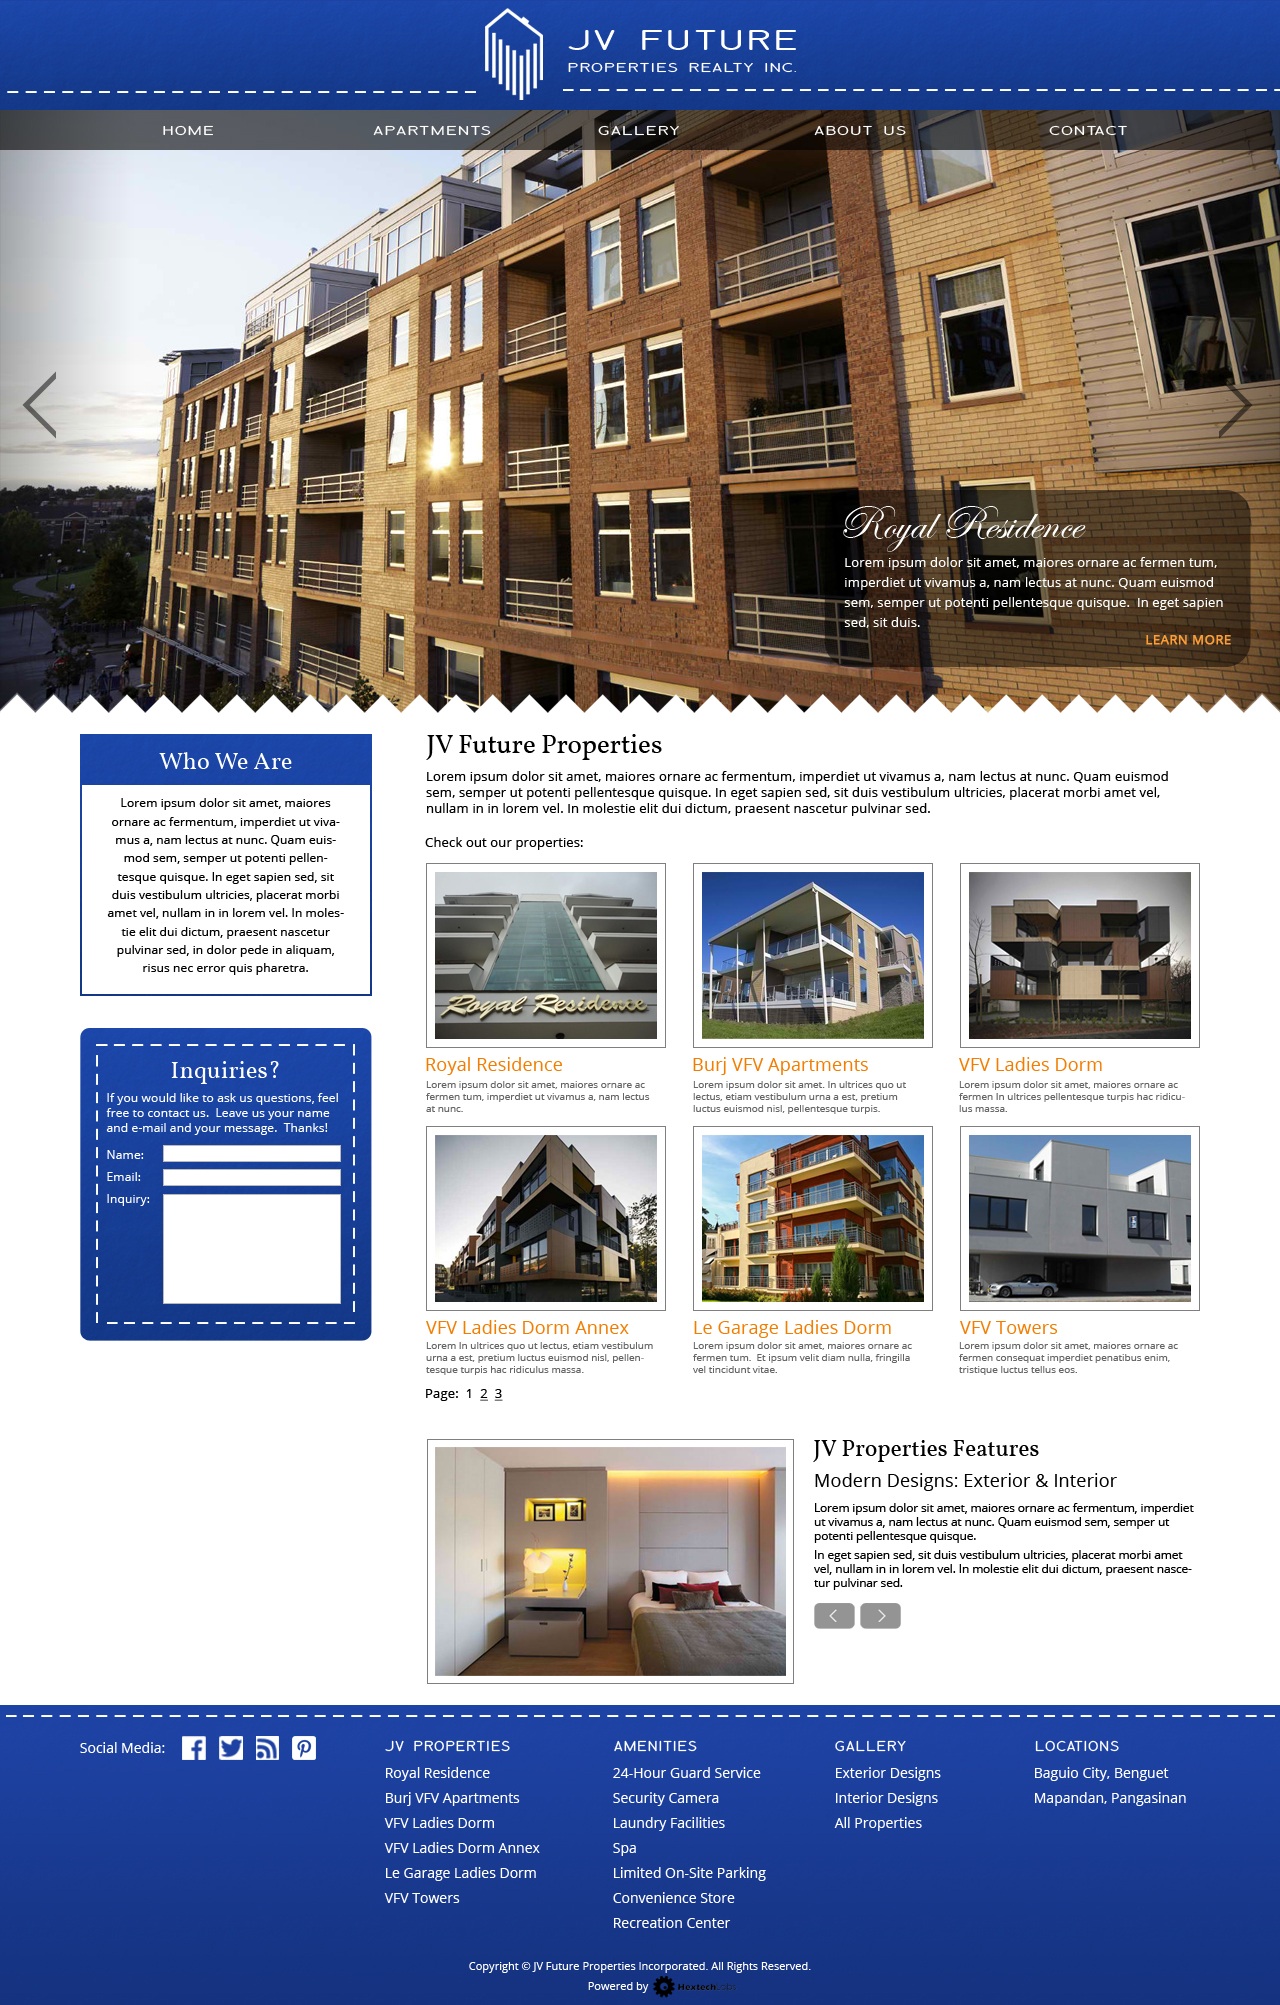 JV FUTURE
PROPERTIES REALTY INC.
HOME APARTMENTS GALLERY ABOUT US CONTACT
Royal Residence
Lorem ipsum dolor sit amet, maiores ornare ac fermen tum,
imperdiet ut vivamus a, nam lectus at nunc. Quam euismod
sem, semper ut potenti pellentesque quisque. In eget sapien
sed, sit duis.
LEARN MORE
Who We Are
Lorem ipsum dolor sit amet, maiores
ornare ac fermentum, imperdiet ut viva-
mus a, nam lectus at nunc. Quam euis-
mod sem, semper ut potenti pellen-
tesque quisque. In eget sapien sed, sit
duis vestibulum ultricies, placerat morbi
amet vel, nullam in in lorem vel. In moles-
tie elit dui dictum, praesent nascetur
pulvinar sed, in dolor pede in aliquam,
risus nec error quis pharetra.
Inquiries?
If you would like to ask us questions, feel
free to contact us. Leave us your name
and e-mail and your message. Thanks!
Name:
Email:
Inquiry:
JV Future Properties
Lorem ipsum dolor sit amet, maiores ornare ac fermentum, imperdiet ut vivamus a, nam lectus at nunc. Quam euismod
sem, semper ut potenti pellentesque quisque. In eget sapien sed, sit duis vestibulum ultricies, placerat morbi amet vel,
nullam in in lorem vel. In molestie elit dui dictum, praesent nascetur pulvinar sed.
Check out our properties:
Royal Residence
Royal Residence
Lorem ipsum dolor sit amet, maiores ornare ac
fermen tum, imperdiet ut vivamus a, nam lectus
at nunc.
Burj VFV Apartments
Lorem ipsum dolor sit amet. In ultrices quo ut
lectus, etiam vestibulum urna a est, pretium
luctus euismod nisl, pellentesque turpis.
VFV Ladies Dorm
Lorem ipsum dolor sit amet, maiores ornare ac
fermen In ultrices pellentesque turpis hac ridicu-
lus massa.
VFV Ladies Dorm Annex
Lorem In ultrices quo ut lectus, etiam vestibulum
urna a est, pretium luctus euismod nisl, pellen-
tesque turpis hac ridiculus massa.
Le Garage Ladies Dorm
Lorem ipsum dolor sit amet, maiores ornare ac
fermen tum. Et ipsum velit diam nulla, fringilla
vel tincidunt vitae.
VFV Towers
Lorem ipsum dolor sit amet, maiores ornare ac
fermen consequat imperdiet penatibus enim,
tristique luctus tellus eos.
Page: 1 2 3
JV Properties Features
Modern Designs: Exterior & Interior
Lorem ipsum dolor sit amet, maiores ornare ac fermentum, imperdiet
ut vivamus a, nam lectus at nunc. Quam euismod sem, semper ut
potenti pellentesque quisque.
In eget sapien sed, sit duis vestibulum ultricies, placerat morbi amet
vel, nullam in in lorem vel. In molestie elit dui dictum, praesent nasce-
tur pulvinar sed.
Social Media:
JV PROPERTIES
Royal Residence
Burj VFV Apartments
VFV Ladies Dorm
VFV Ladies Dorm Annex
Le Garage Ladies Dorm
VFV Towers
AMENITIES
24-Hour Guard Service
Security Camera
Laundry Facilities
Spa
Limited On-Site Parking
Convenience Store
Recreation Center
GALLERY
Exterior Designs
Interior Designs
All Properties
LOCATIONS
Baguio City, Benguet
Mapandan, Pangasinan
Copyright © JV Future Properties Incorporated. All Rights Reserved.
Powered by HextechLabs